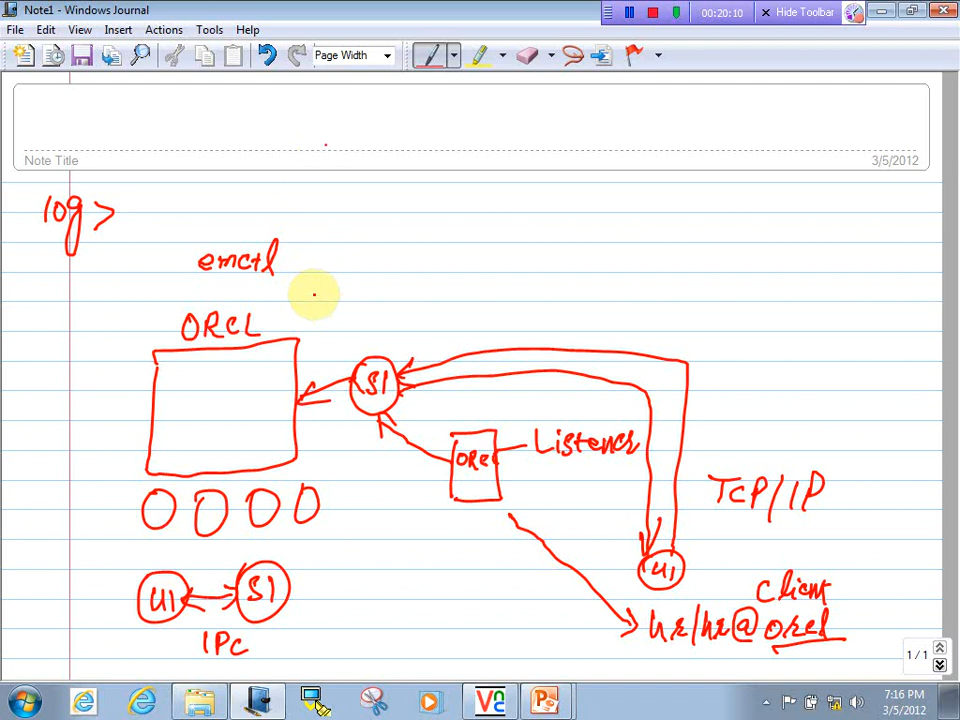 Note1 - Windows Journal
00:20:10
Hide Toolbar
File Edit View Insert Actions Tools Help
Page Width
Note Title
3/5/2012
log >
emctl
ORCL
S1
ORCL
Listener
TCP/IP
U1
Client
hr/hr@orcl
U1
S1
IPC
1 / 1
7:16 PM
3/5/2012